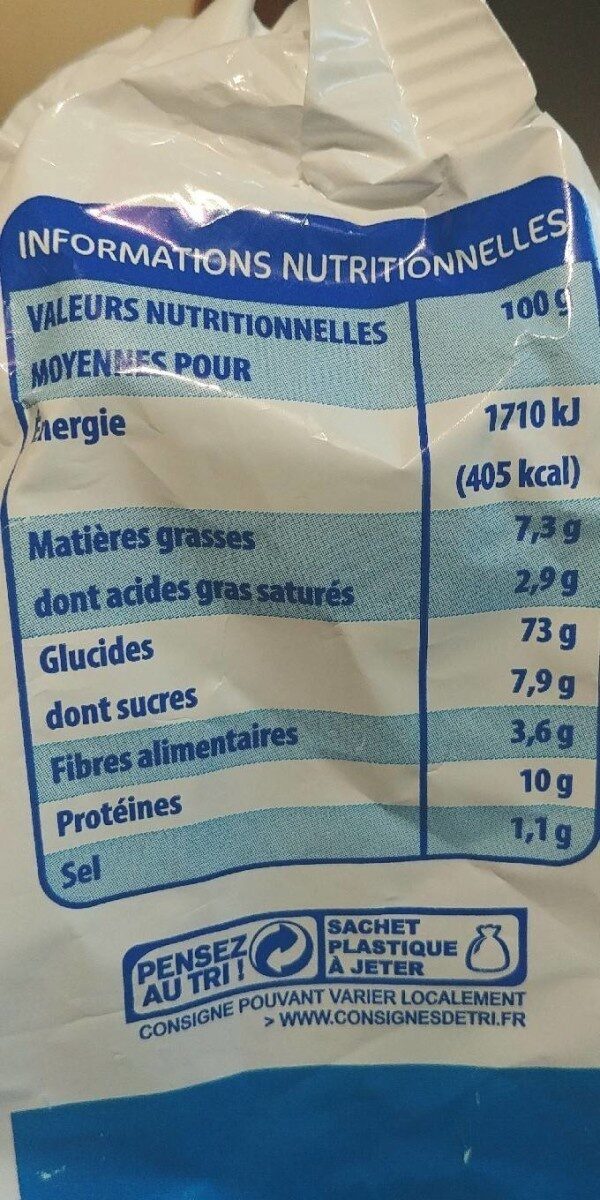 INFORMATIONS NUTRITIONNELLES
VALEURS NUTRITIONNELLES 100 g
MOYENNES POUR
Énergie 1710 kJ
(405 kcal)
Matières grasses 7,3 g
dont acides gras saturés 2,9 g
Glucides 73 g
dont sucres 7,9 g
Fibres alimentaires 3,6 g
Protéines 10 g
Sel 1,1 g
PENSEZ AU TRI !
SACHET
PLASTIQUE
À JETER
CONSIGNE POUVANT VARIER LOCALEMENT
> WWW.CONSIGNESDETRI.FR